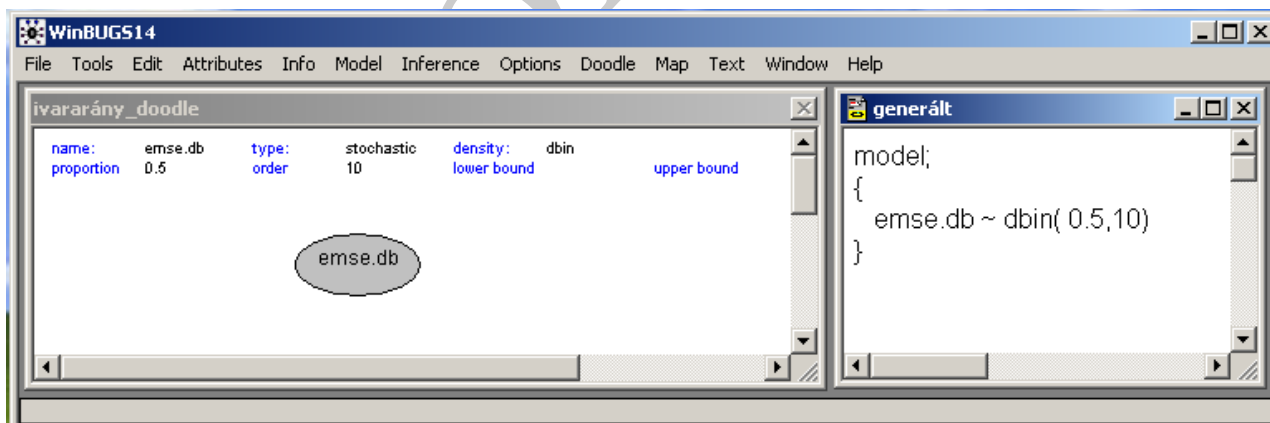 WinBUGS14
File Tools Edit Attributes Info Model Inference Options Doodle Map Text Window Help
ivararány_doodle
name: emse.db type: stochastic density: dbin
proportion 0.5 order 10 lower bound upper bound
emse.db
generált
model;
{
emse.db ~ dbin( 0.5,10)
}